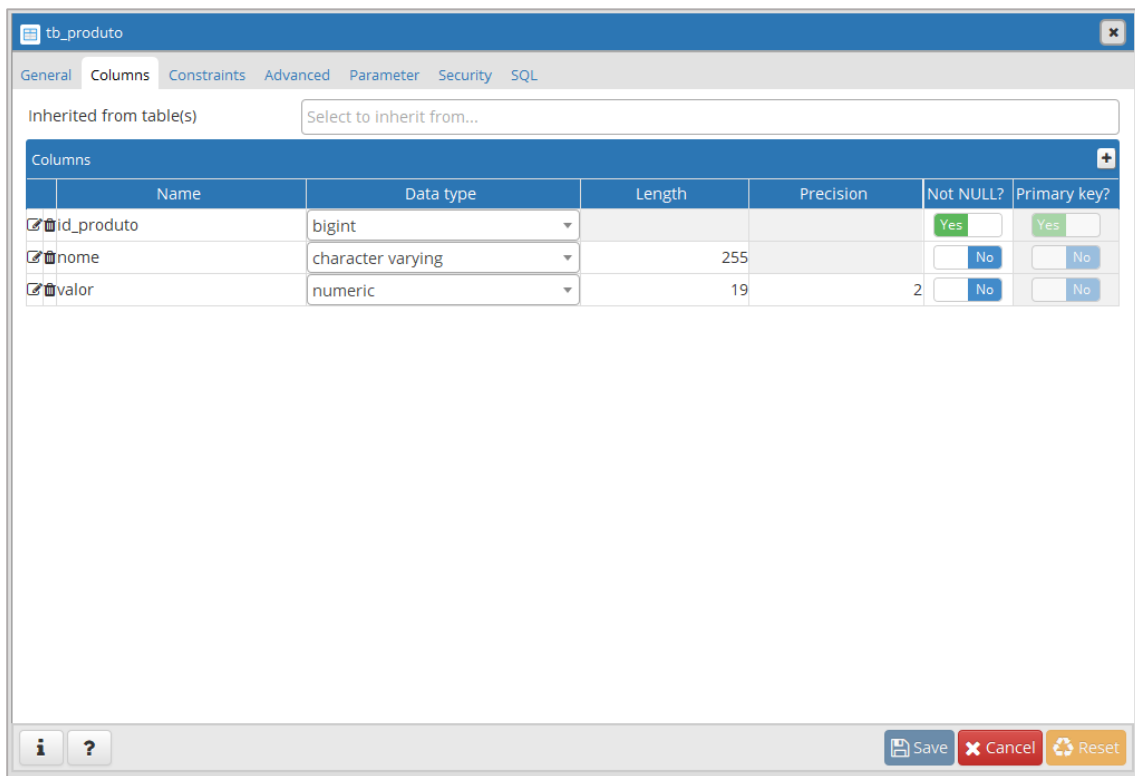 tb_produto
General Columns Constraints Advanced Parameter Security SQL
Inherited from table(s) Select to inherit from...
Columns
Name Data type Length Precision Not NULL? Primary key?
id_produto bigint Yes Yes
nome character varying 255 No No
valor numeric 19 2 No No
i ? Save Cancel Reset